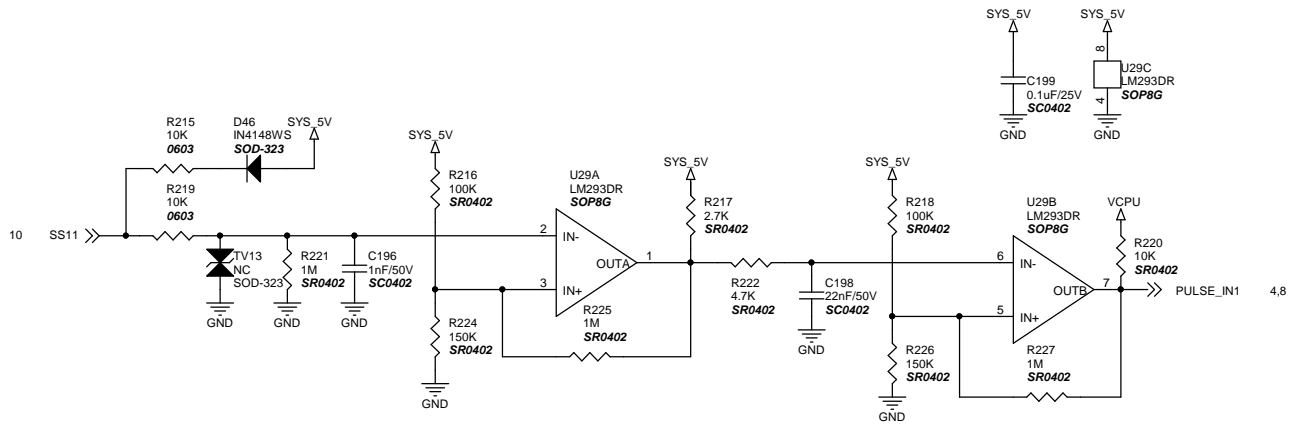 SYS_5V
SYS_5V
C199
0.1uF/25V
SC0402
GND
8
4
U29C
LM293DR
SOP8G
GND
R215
10K
0603
D46
IN4148WS
SOD-323
SYS_5V
R219
10K
0603
10
SS11
TV13
NC
SOD-323
GND
R221
1M
SR0402
GND
C196
1nF/50V
SC0402
GND
SYS_5V
R216
100K
SR0402
R224
150K
SR0402
GND
U29A
LM293DR
SOP8G
2
IN-
3
IN+
OUTA
1
R225
1M
SR0402
SYS_5V
R217
2.7K
SR0402
R222
4.7K
SR0402
C198
22nF/50V
SC0402
GND
SYS_5V
R218
100K
SR0402
R226
150K
SR0402
GND
U29B
LM293DR
SOP8G
6
IN-
5
IN+
OUTB
7
R227
1M
SR0402
VCPU
R220
10K
SR0402
PULSE_IN1
4,8